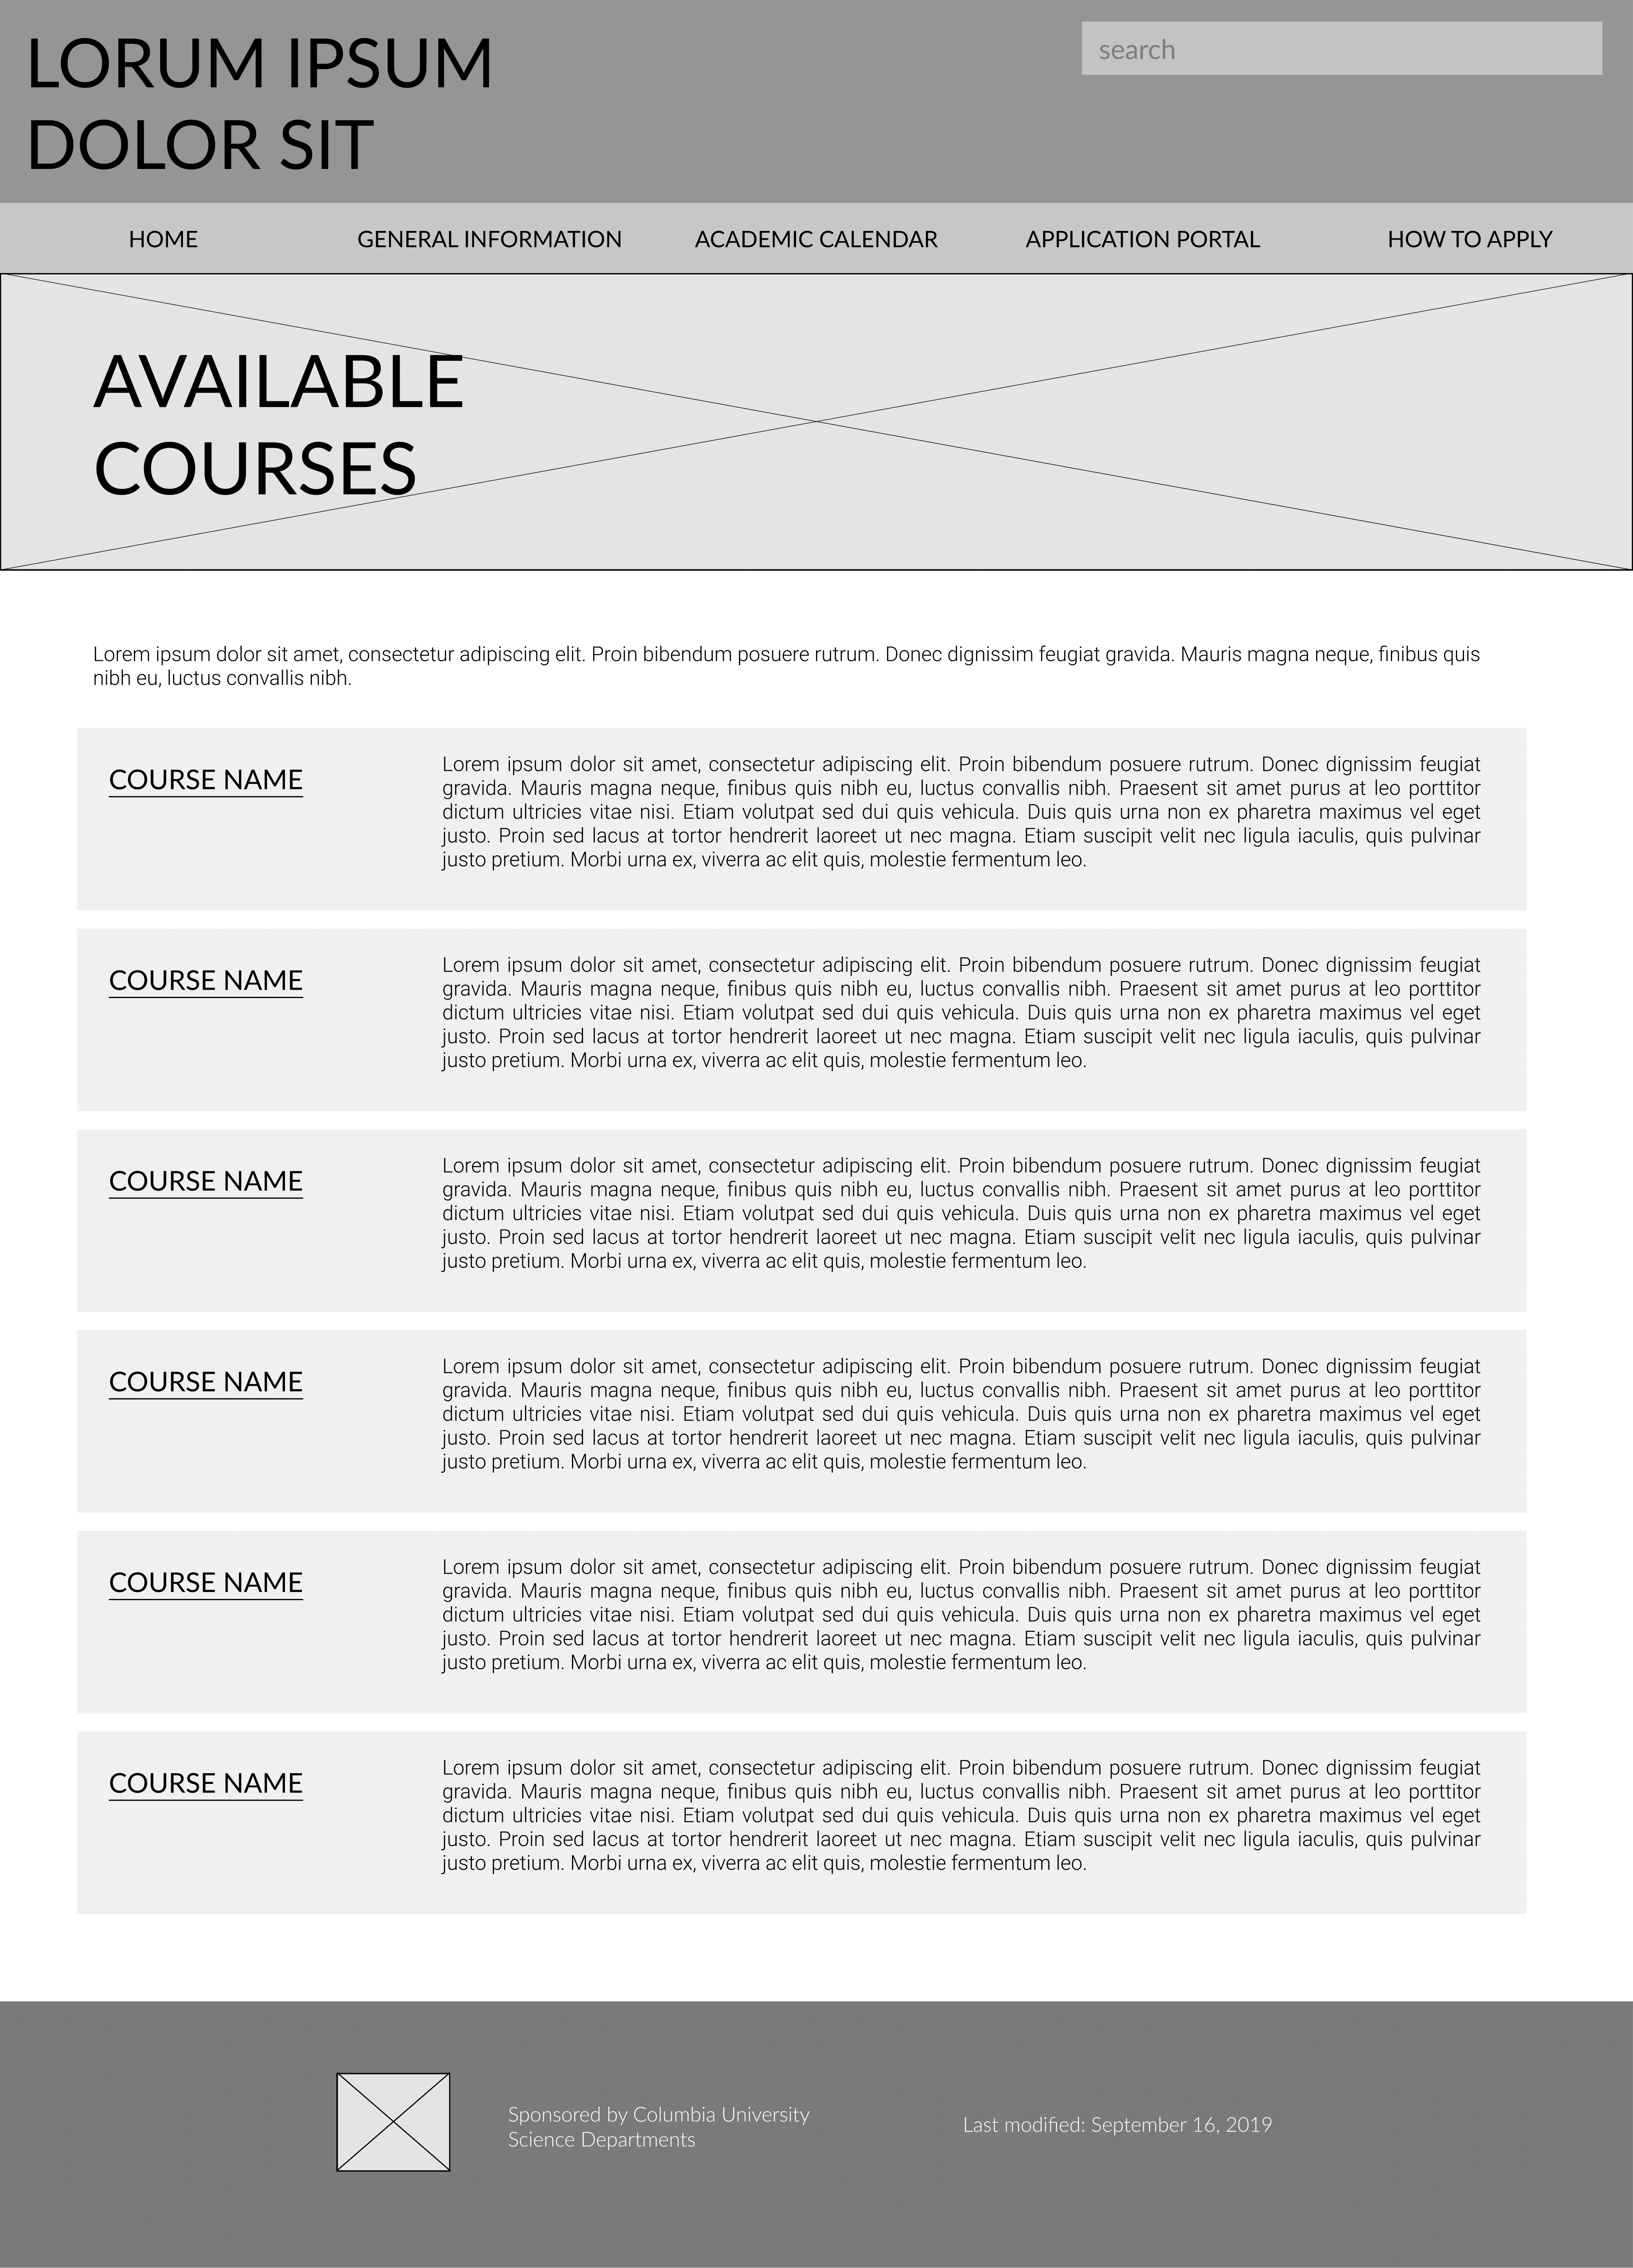 LORUM IPSUM
DOLOR SIT
search
HOME
GENERAL INFORMATION
ACADEMIC CALENDAR
APPLICATION PORTAL
HOW TO APPLY
AVAILABLE
COURSES
Lorem ipsum dolor sit amet, consectetur adipiscing elit. Proin bibendum posuere rutrum. Donec dignissim feugiat gravida. Mauris magna neque, finibus quis
nibh eu, luctus convallis nibh.
COURSE NAME
Lorem ipsum dolor sit amet, consectetur adipiscing elit. Proin bibendum posuere rutrum. Donec dignissim feugiat
gravida. Mauris magna neque, finibus quis nibh eu, luctus convallis nibh. Praesent sit amet purus at leo porttitor
dictum ultricies vitae nisi. Etiam volutpat sed dui quis vehicula. Duis quis urna non ex pharetra maximus vel eget
justo. Proin sed lacus at tortor hendrerit laoreet ut nec magna. Etiam suscipit velit nec ligula iaculis, quis pulvinar
justo pretium. Morbi urna ex, viverra ac elit quis, molestie fermentum leo.
COURSE NAME
Lorem ipsum dolor sit amet, consectetur adipiscing elit. Proin bibendum posuere rutrum. Donec dignissim feugiat
gravida. Mauris magna neque, finibus quis nibh eu, luctus convallis nibh. Praesent sit amet purus at leo porttitor
dictum ultricies vitae nisi. Etiam volutpat sed dui quis vehicula. Duis quis urna non ex pharetra maximus vel eget
justo. Proin sed lacus at tortor hendrerit laoreet ut nec magna. Etiam suscipit velit nec ligula iaculis, quis pulvinar
justo pretium. Morbi urna ex, viverra ac elit quis, molestie fermentum leo.
COURSE NAME
Lorem ipsum dolor sit amet, consectetur adipiscing elit. Proin bibendum posuere rutrum. Donec dignissim feugiat
gravida. Mauris magna neque, finibus quis nibh eu, luctus convallis nibh. Praesent sit amet purus at leo porttitor
dictum ultricies vitae nisi. Etiam volutpat sed dui quis vehicula. Duis quis urna non ex pharetra maximus vel eget
justo. Proin sed lacus at tortor hendrerit laoreet ut nec magna. Etiam suscipit velit nec ligula iaculis, quis pulvinar
justo pretium. Morbi urna ex, viverra ac elit quis, molestie fermentum leo.
COURSE NAME
Lorem ipsum dolor sit amet, consectetur adipiscing elit. Proin bibendum posuere rutrum. Donec dignissim feugiat
gravida. Mauris magna neque, finibus quis nibh eu, luctus convallis nibh. Praesent sit amet purus at leo porttitor
dictum ultricies vitae nisi. Etiam volutpat sed dui quis vehicula. Duis quis urna non ex pharetra maximus vel eget
justo. Proin sed lacus at tortor hendrerit laoreet ut nec magna. Etiam suscipit velit nec ligula iaculis, quis pulvinar
justo pretium. Morbi urna ex, viverra ac elit quis, molestie fermentum leo.
COURSE NAME
Lorem ipsum dolor sit amet, consectetur adipiscing elit. Proin bibendum posuere rutrum. Donec dignissim feugiat
gravida. Mauris magna neque, finibus quis nibh eu, luctus convallis nibh. Praesent sit amet purus at leo porttitor
dictum ultricies vitae nisi. Etiam volutpat sed dui quis vehicula. Duis quis urna non ex pharetra maximus vel eget
justo. Proin sed lacus at tortor hendrerit laoreet ut nec magna. Etiam suscipit velit nec ligula iaculis, quis pulvinar
justo pretium. Morbi urna ex, viverra ac elit quis, molestie fermentum leo.
COURSE NAME
Lorem ipsum dolor sit amet, consectetur adipiscing elit. Proin bibendum posuere rutrum. Donec dignissim feugiat
gravida. Mauris magna neque, finibus quis nibh eu, luctus convallis nibh. Praesent sit amet purus at leo porttitor
dictum ultricies vitae nisi. Etiam volutpat sed dui quis vehicula. Duis quis urna non ex pharetra maximus vel eget
justo. Proin sed lacus at tortor hendrerit laoreet ut nec magna. Etiam suscipit velit nec ligula iaculis, quis pulvinar
justo pretium. Morbi urna ex, viverra ac elit quis, molestie fermentum leo.
Sponsored by Columbia University
Science Departments
Last modified: September 16, 2019